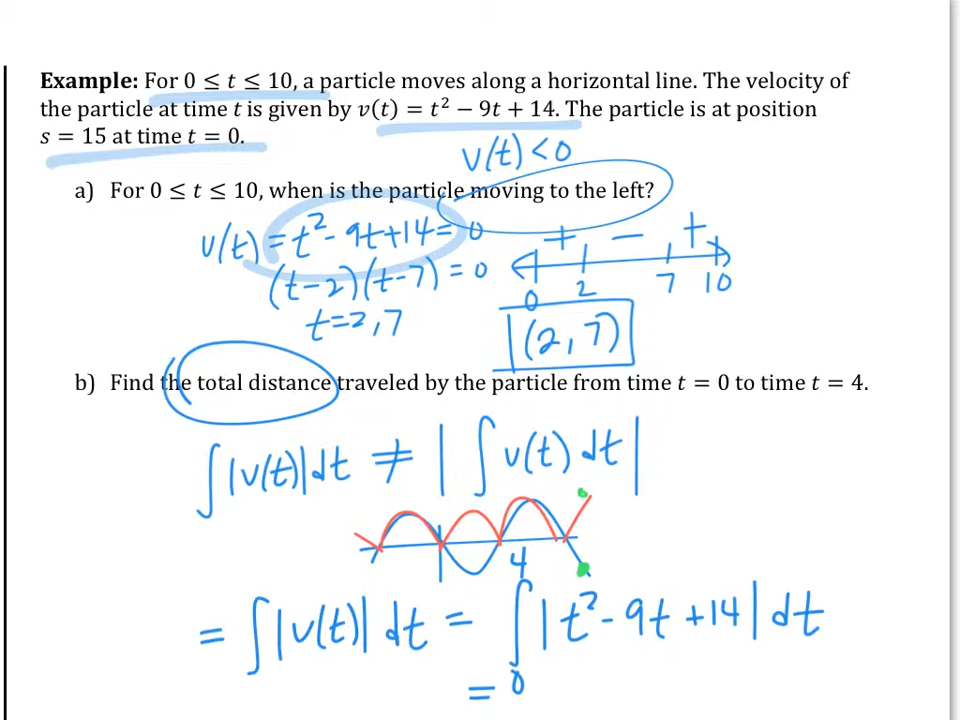 Example: For 0 ≤ t ≤ 10, a particle moves along a horizontal line. The velocity of
the particle at time t is given by v(t) = t² − 9t + 14. The particle is at position
s = 15 at time t = 0.
v(t) < 0
a) For 0 ≤ t ≤ 10, when is the particle moving to the left?
v(t) = t² - 9t + 14 = 0
(t-2)(t-7) = 0
t = 2, 7
+ - +
0 2 7 10
(2, 7)
b) Find the total distance traveled by the particle from time t = 0 to time t = 4.
∫|v(t)|dt ≠ |∫v(t) dt|
= ∫|v(t)| dt = ∫₀⁴ |t² - 9t + 14| dt
=